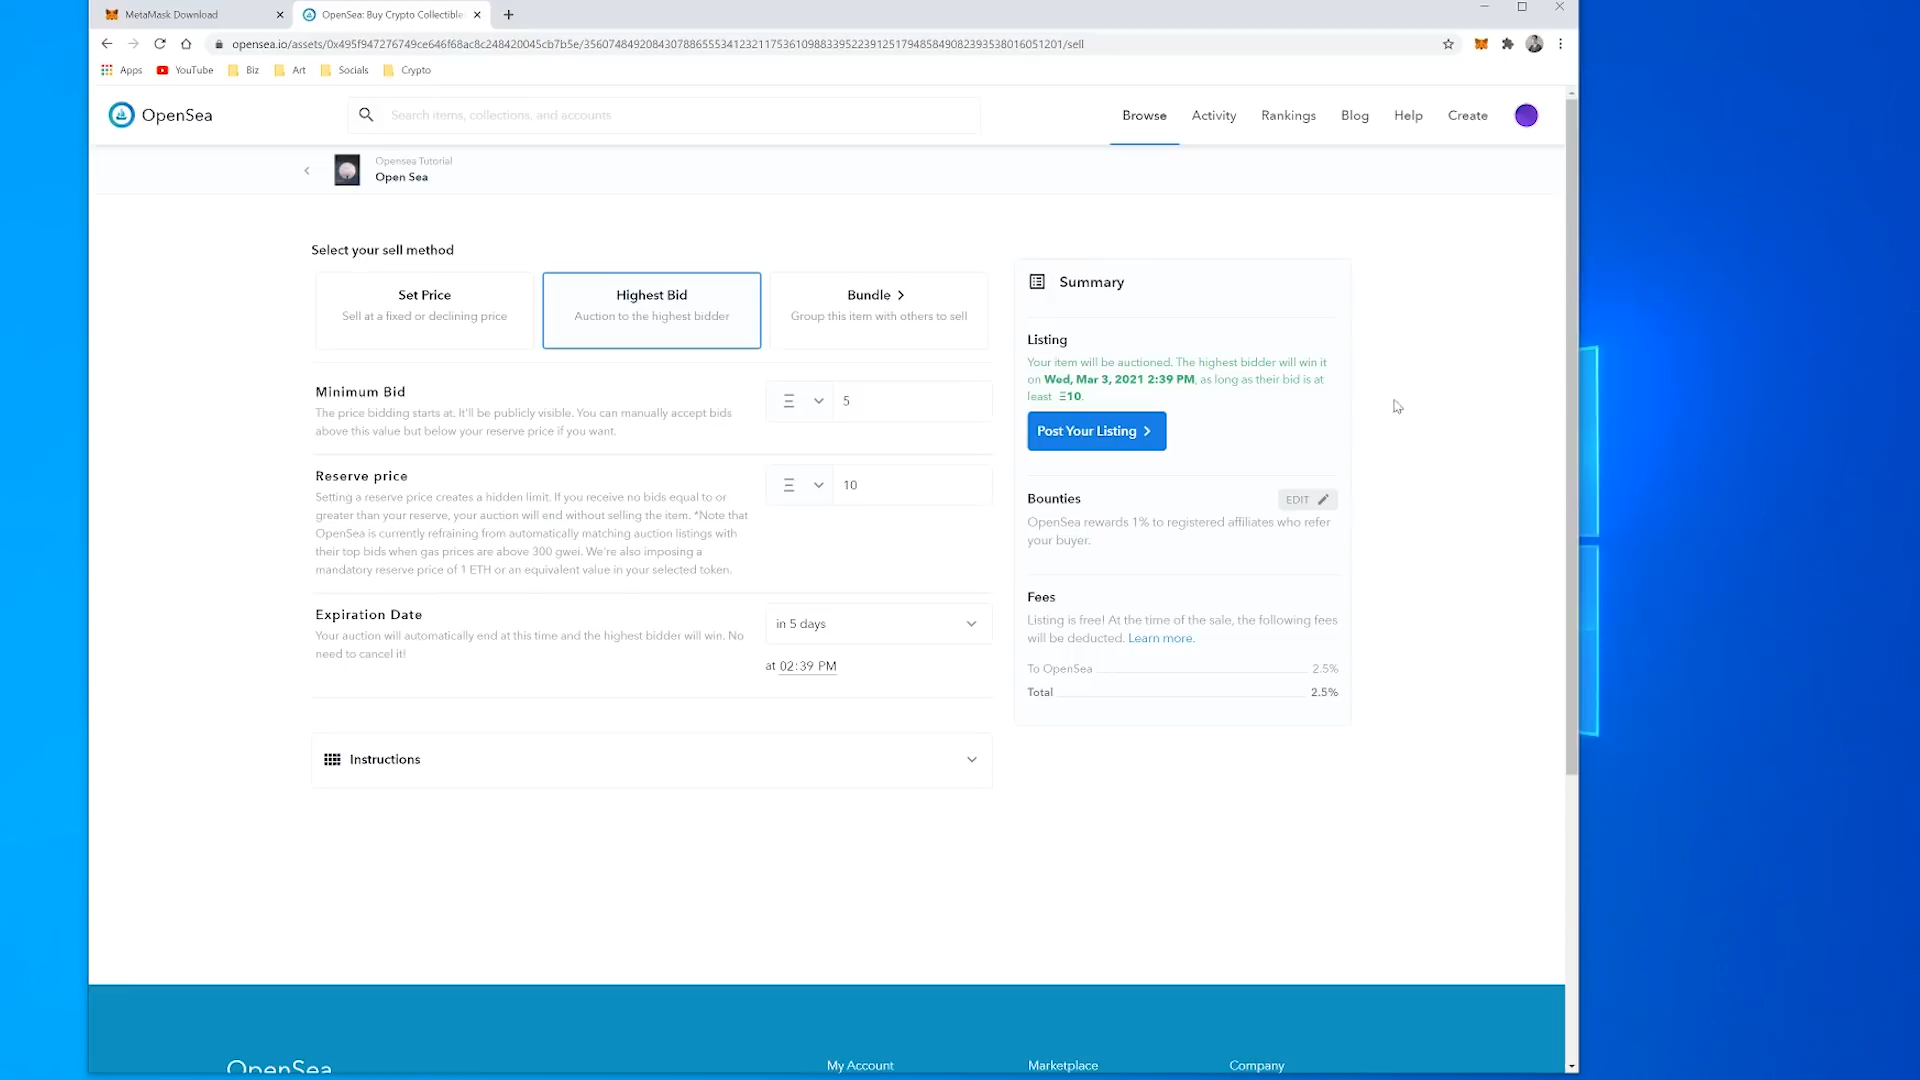 MetaMask Download
OpenSea: Buy Crypto Collectible
opensea.io/assets/0x495f947276749ce646f68ac8c248420045cb7b5e/35607484920843078865553412321175361098833952239125179485849082393538016051201/sell
Apps YouTube Biz Art Socials Crypto
OpenSea
Search items, collections, and accounts
Browse Activity Rankings Blog Help Create
Opensea Tutorial
Open Sea
Select your sell method
Set Price
Sell at a fixed or declining price
Highest Bid
Auction to the highest bidder
Bundle
Group this item with others to sell
Minimum Bid
The price bidding starts at. It'll be publicly visible. You can manually accept bids
above this value but below your reserve price if you want.
5
Reserve price
Setting a reserve price creates a hidden limit. If you receive no bids equal to or
greater than your reserve, your auction will end without selling the item. *Note that
OpenSea is currently refraining from automatically matching auction listings with
their top bids when gas prices are above 300 gwei. We're also imposing a
mandatory reserve price of 1 ETH or an equivalent value in your selected token.
10
Expiration Date
Your auction will automatically end at this time and the highest bidder will win. No
need to cancel it!
in 5 days
at 02:39 PM
Instructions
Summary
Listing
Your item will be auctioned. The highest bidder will win it
on Wed, Mar 3, 2021 2:39 PM, as long as their bid is at
least Ξ10.
Post Your Listing
Bounties
EDIT
OpenSea rewards 1% to registered affiliates who refer
your buyer.
Fees
Listing is free! At the time of the sale, the following fees
will be deducted. Learn more.
To OpenSea 2.5%
Total 2.5%
OpenSea
My Account
Marketplace
Company